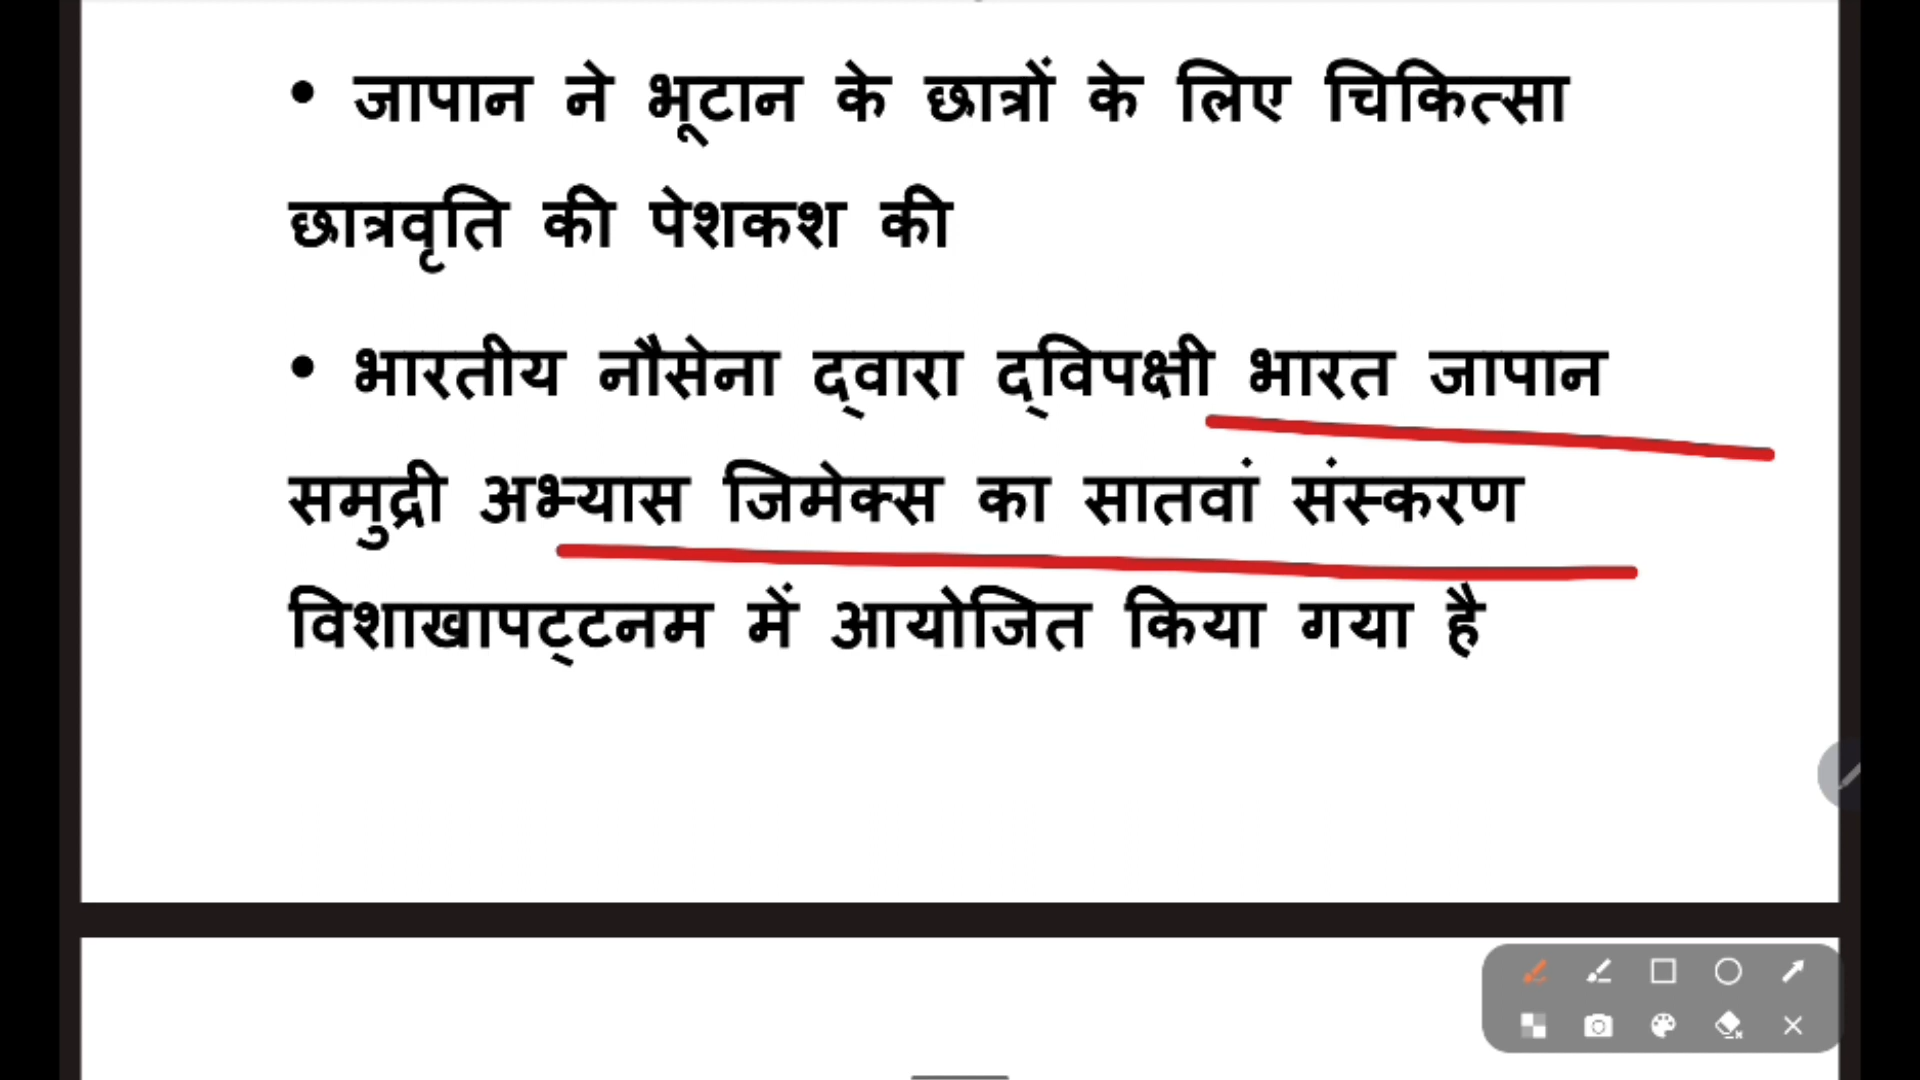 • जापान ने भूटान के छात्रों के लिए चिकित्सा
छात्रवृति की पेशकश की
• भारतीय नौसेना द्वारा द्विपक्षी भारत जापान
समुद्री अभ्यास जिमेक्स का सातवां संस्करण
विशाखापट्टनम में आयोजित किया गया है